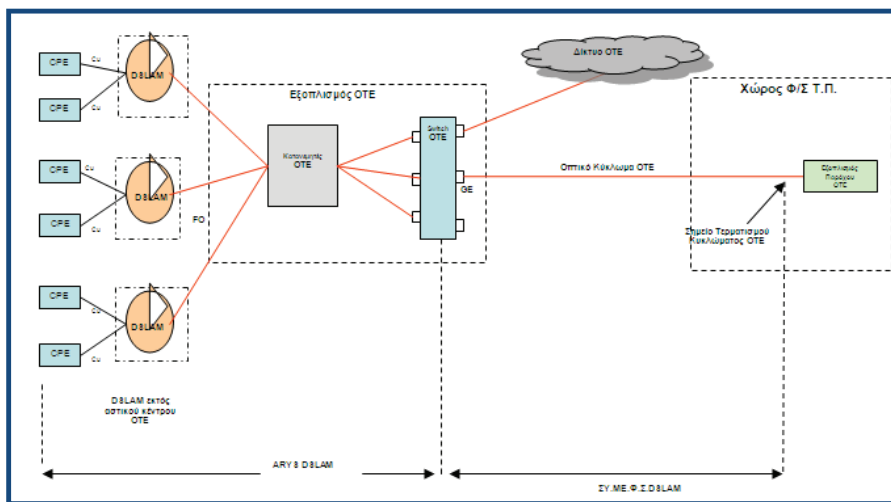 Δίκτυο ΟΤΕ
CPE
Cu
DSLAM
CPE
Εξοπλισμός ΟΤΕ
Χώρος Φ/Σ Τ.Π.
Switch
ΟΤΕ
Κατανεμητής
ΟΤΕ
CPE
Cu
DSLAM
CPE
Cu
FO
Οπτικό Κύκλωμα ΟΤΕ
GE
Εξοπλισμός
Παρόχου
ΟΤΕ
Σημείο Τερματισμού
Κυκλώματος ΟΤΕ
CPE
Cu
DSLAM
CPE
Cu
Cu
DSLAM εκτός
αστικού κέντρου
ΟΤΕ
ARYS DSLAM
ΣΥ.ΜΕ.Φ.Σ.DSLAM